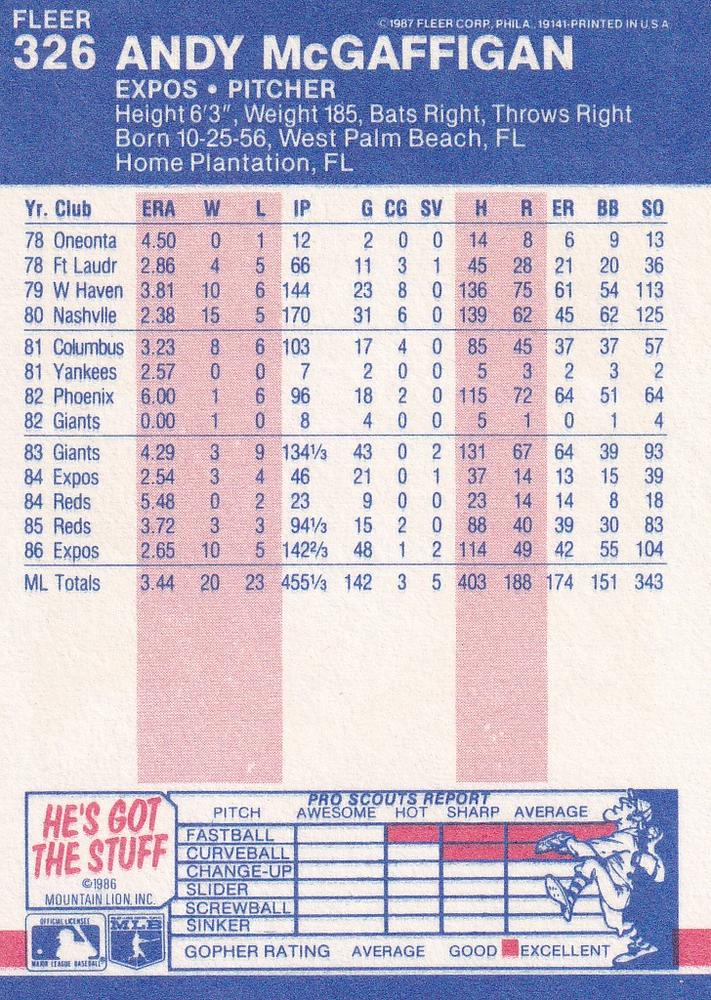 FLEER
© 1987 FLEER CORP. PHILA. 19141-PRINTED IN U.S.A.
326 ANDY McGAFFIGAN
EXPOS • PITCHER
Height 6'3", Weight 185, Bats Right, Throws Right
Born 10-25-56, West Palm Beach, FL
Home Plantation, FL
Yr. Club ERA W L IP G CG SV H R ER BB SO
78 Oneonta 4.50 0 1 12 2 0 0 14 8 6 9 13
78 Ft Laudr 2.86 4 5 66 11 3 1 45 28 21 20 36
79 W Haven 3.81 10 6 144 23 8 0 136 75 61 54 113
80 Nashvlle 2.38 15 5 170 31 6 0 139 62 45 62 125
81 Columbus 3.23 8 6 103 17 4 0 85 45 37 37 57
81 Yankees 2.57 0 0 7 2 0 0 5 3 2 3 2
82 Phoenix 6.00 1 6 96 18 2 0 115 72 64 51 64
82 Giants 0.00 1 0 8 4 0 0 5 1 0 1 4
83 Giants 4.29 3 9 134⅓ 43 0 2 131 67 64 39 93
84 Expos 2.54 3 4 46 21 0 1 37 14 13 15 39
84 Reds 5.48 0 2 23 9 0 0 23 14 14 8 18
85 Reds 3.72 3 3 94⅓ 15 2 0 88 40 39 30 83
86 Expos 2.65 10 5 142⅔ 48 1 2 114 49 42 55 104
ML Totals 3.44 20 23 455⅓ 142 3 5 403 188 174 151 343
HE'S GOT
THE STUFF
©1986
MOUNTAIN LION, INC.
OFFICIAL LICENSEE
MAJOR LEAGUE BASEBALL
MLB
PRO SCOUTS REPORT
PITCH AWESOME HOT SHARP AVERAGE
FASTBALL
CURVEBALL
CHANGE-UP
SLIDER
SCREWBALL
SINKER
GOPHER RATING AVERAGE GOOD EXCELLENT